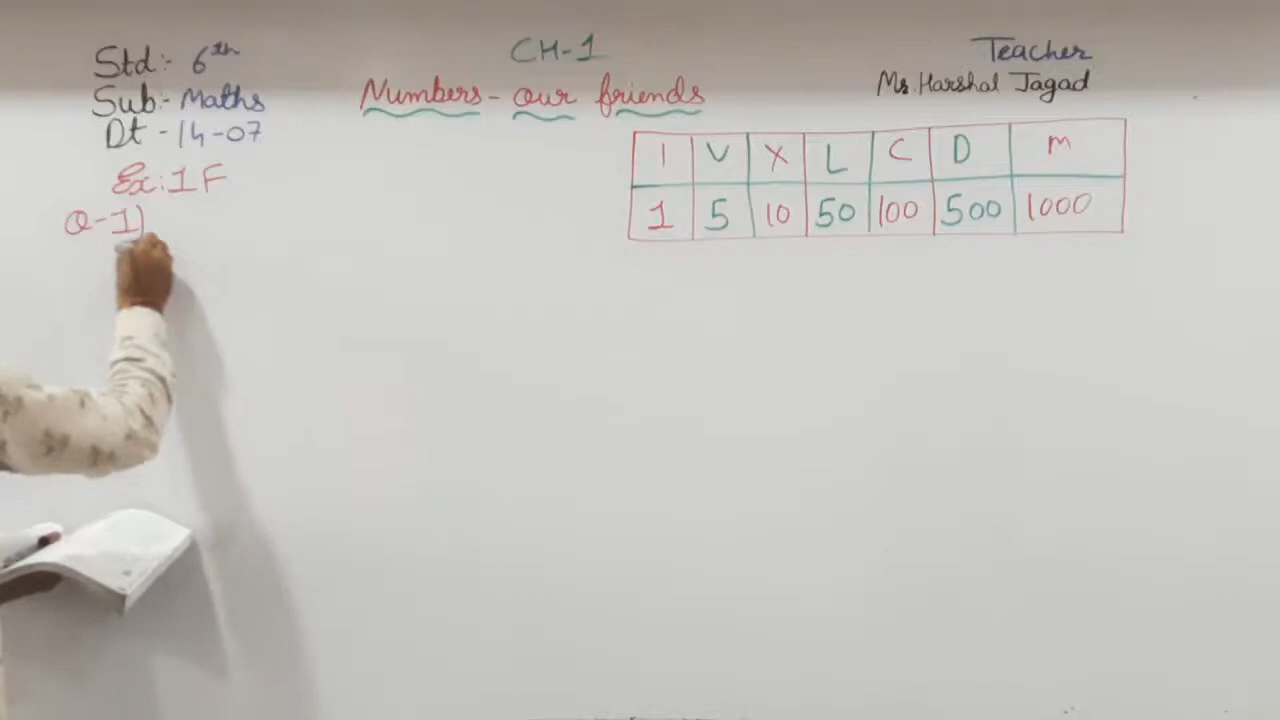 Std:- 6th
Sub:- Maths
Dt - 14-07
CH-1
Numbers - our friends
Teacher
Ms. Harshal Jagad
Ex:1F
Q-1)
I V X L C D M
1 5 10 50 100 500 1000